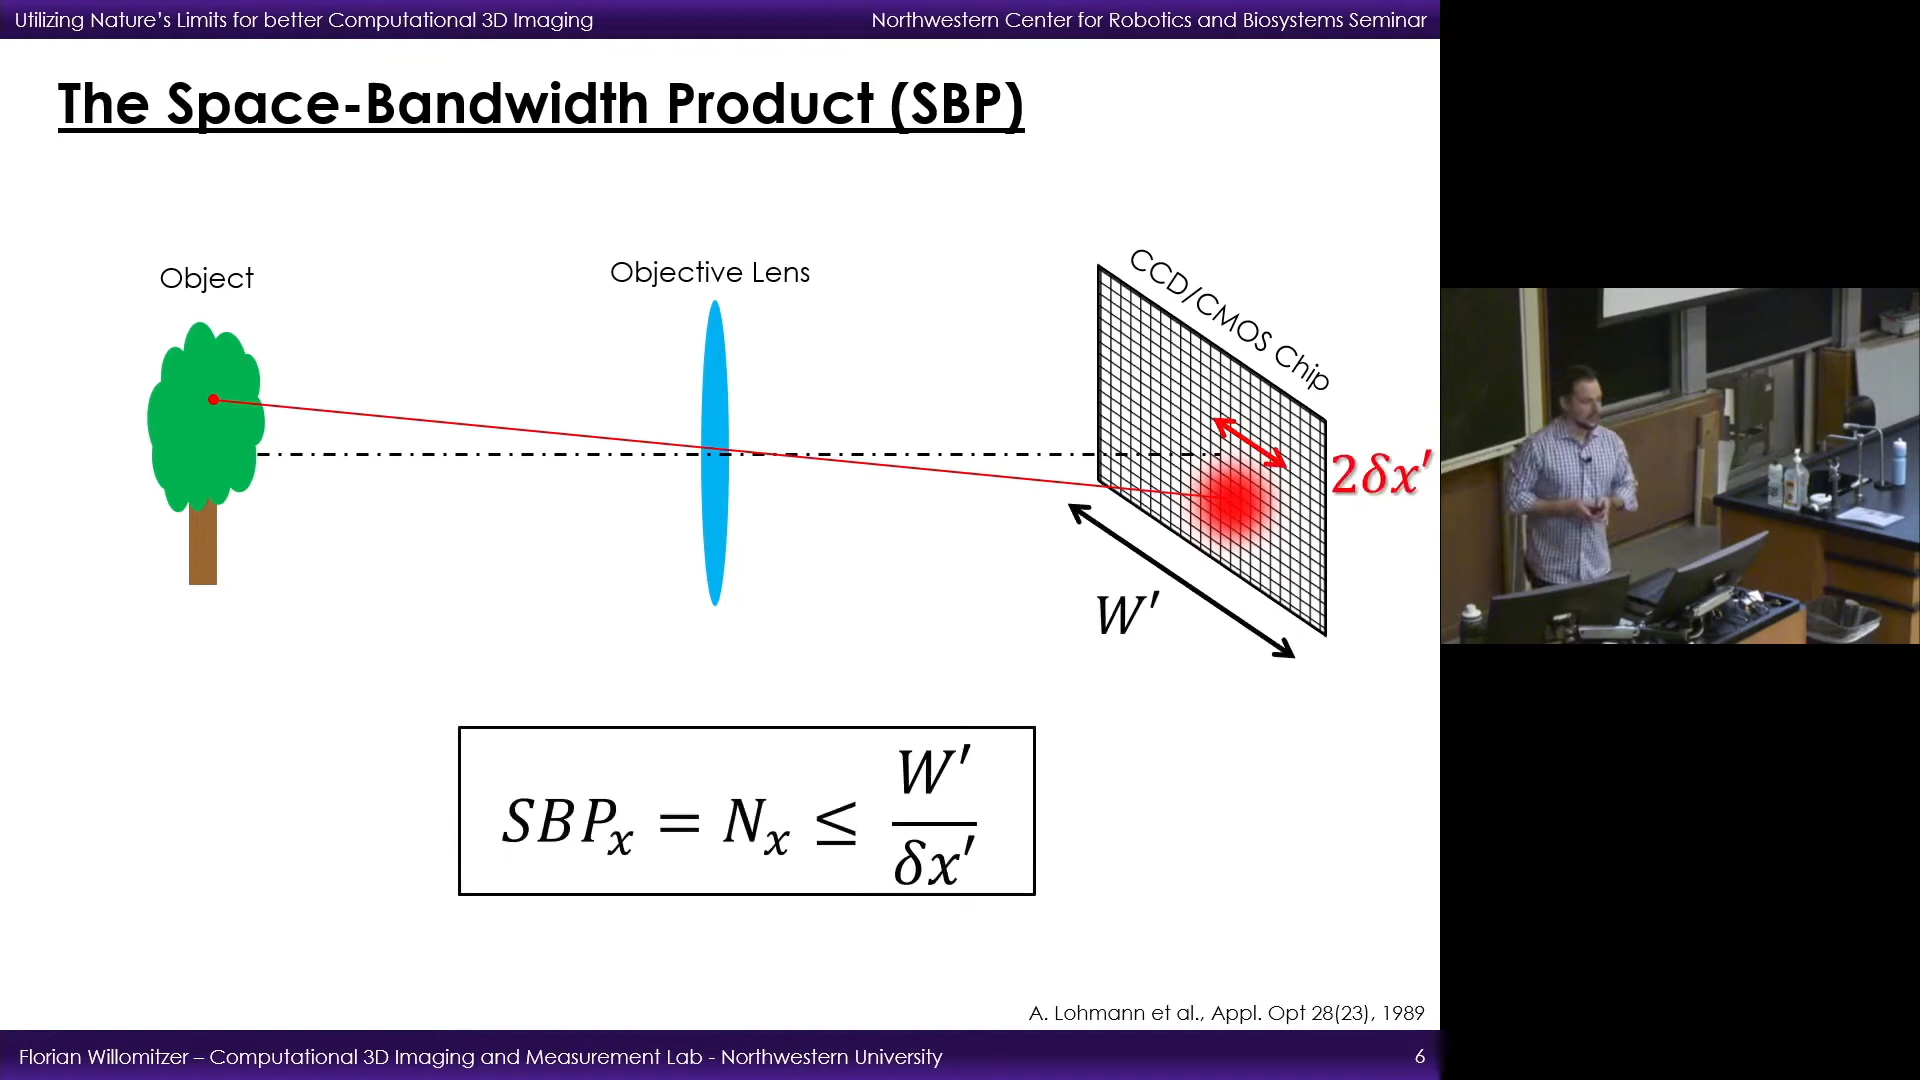 Utilizing Nature’s Limits for better Computational 3D Imaging
Northwestern Center for Robotics and Biosystems Seminar
The Space-Bandwidth Product (SBP)
Object
Objective Lens
CCD/CMOS Chip
2δx′
W′
SBPₓ = Nₓ ≤ W′/δx′
A. Lohmann et al., Appl. Opt 28(23), 1989
Florian Willomitzer – Computational 3D Imaging and Measurement Lab - Northwestern University
6